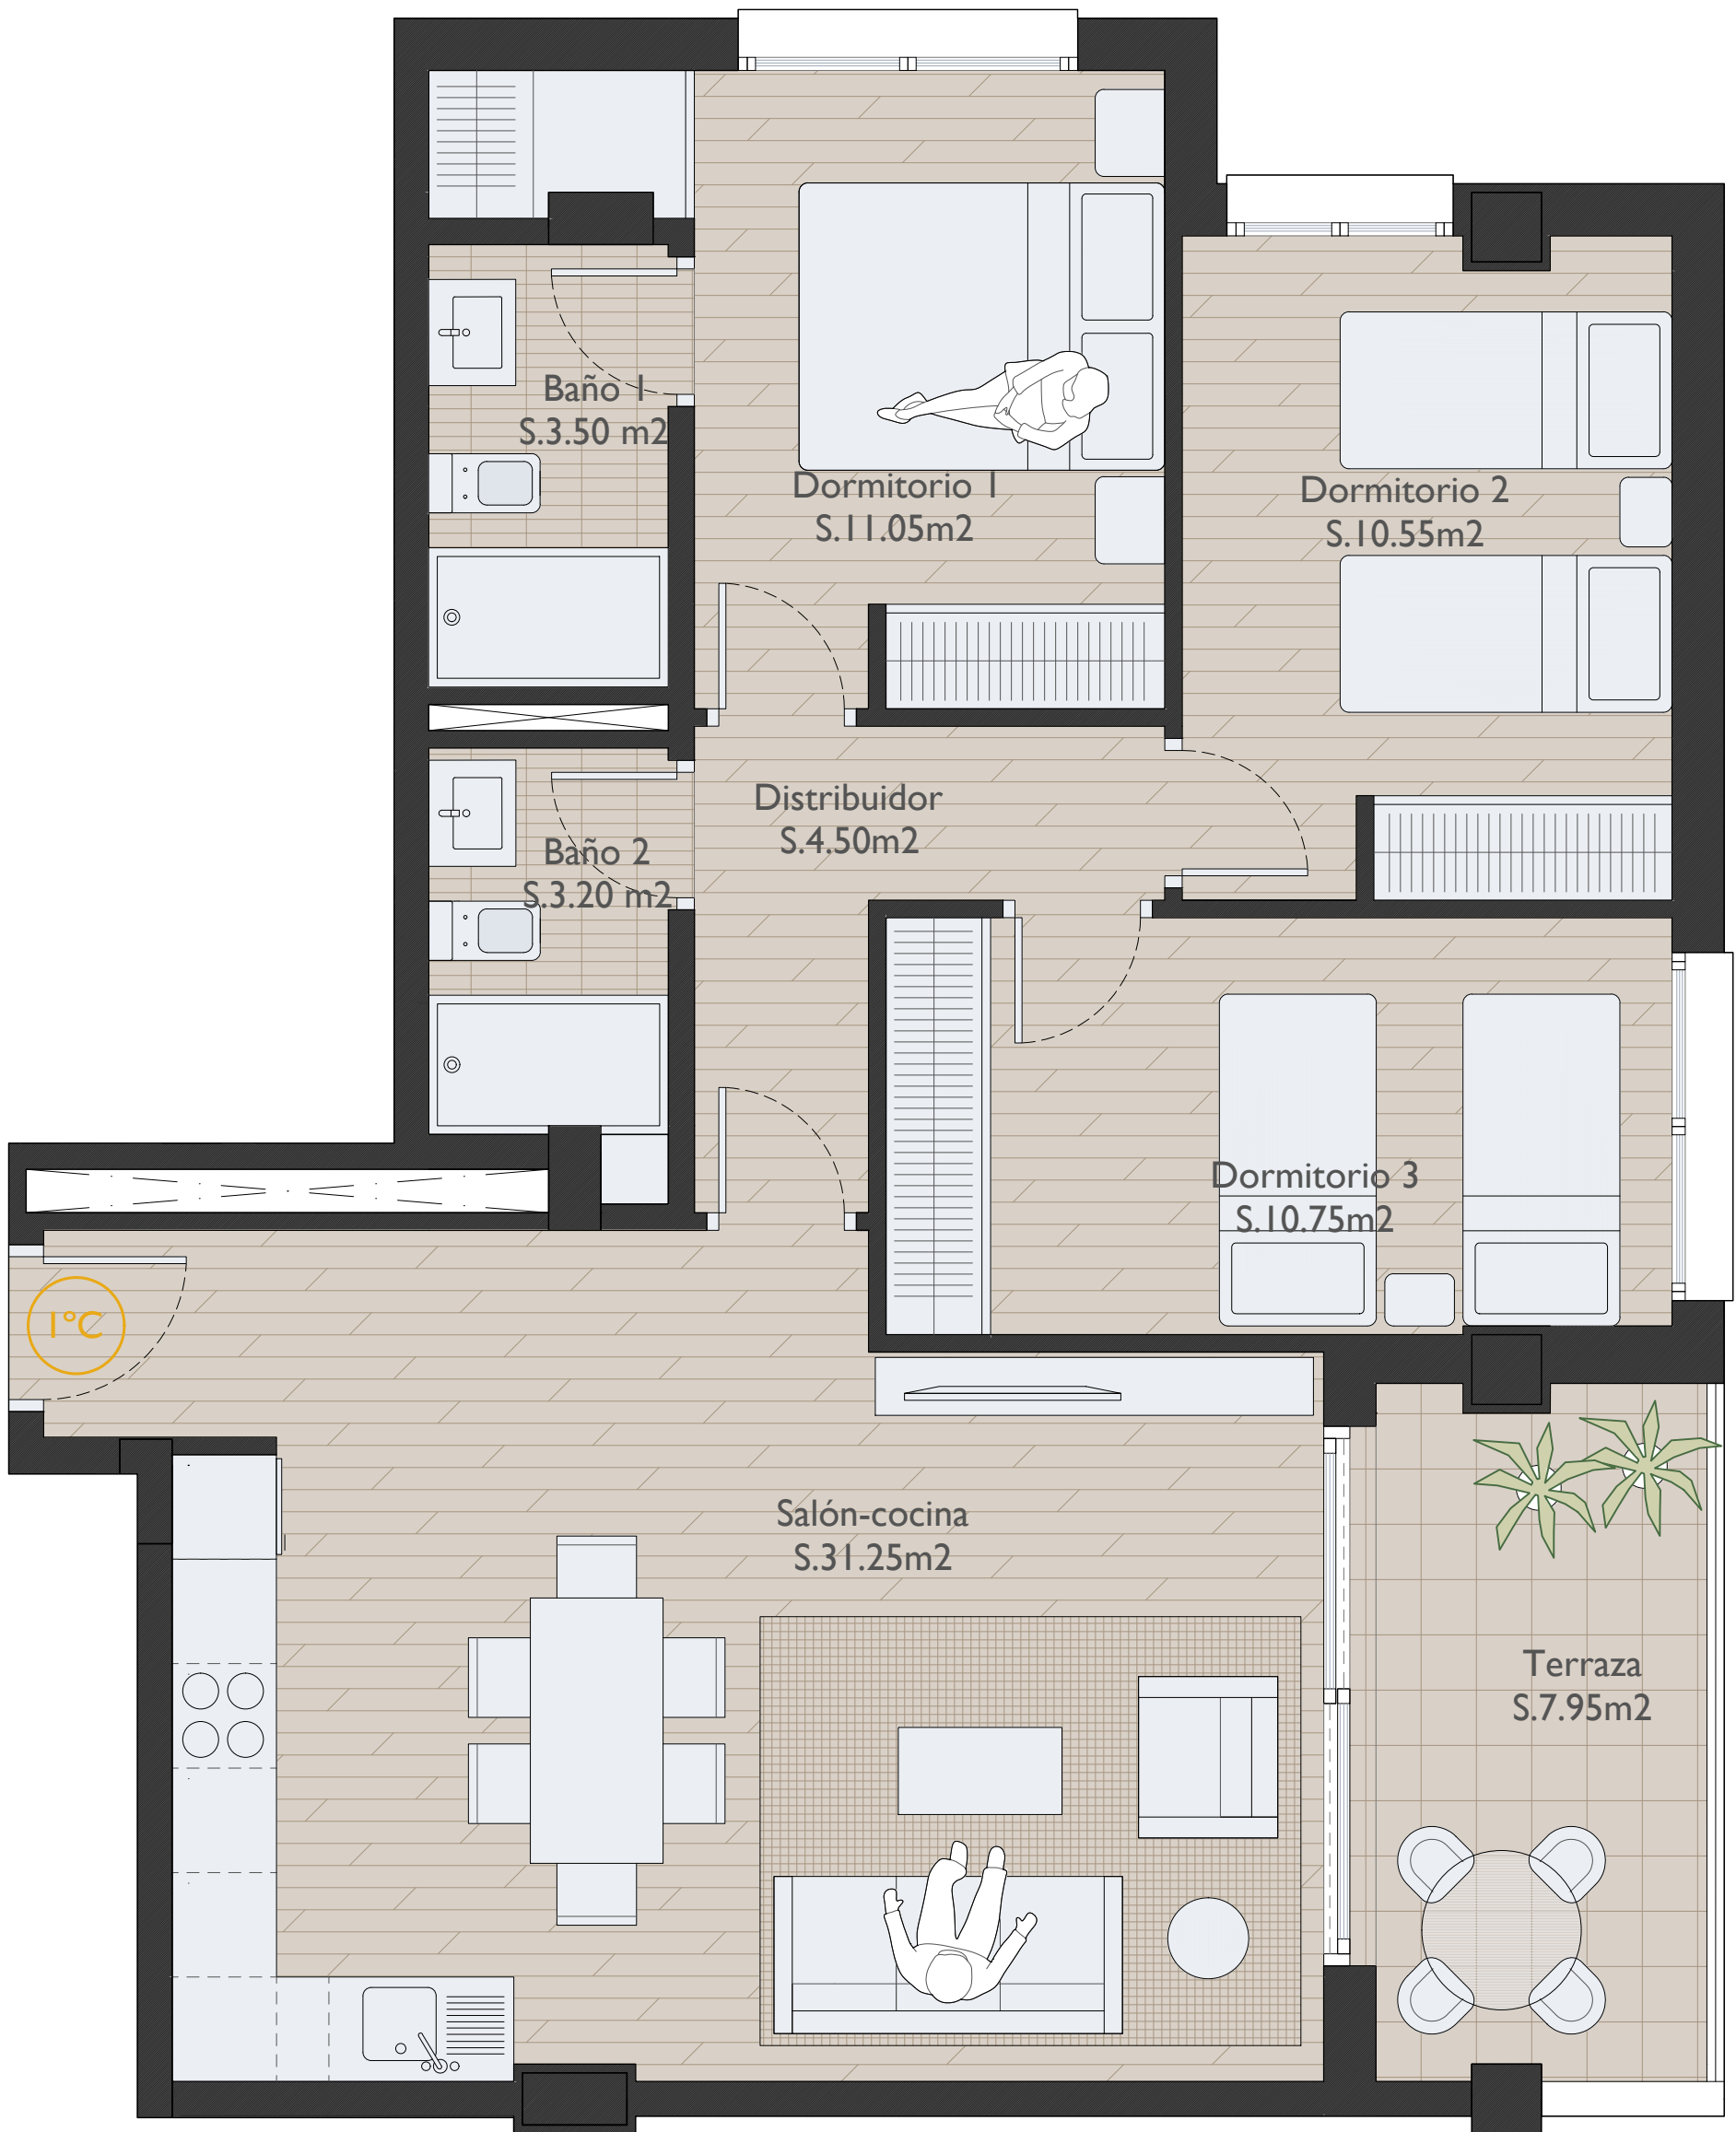 Baño 1
S.3.50 m2
Dormitorio 1
S.11.05m2
Dormitorio 2
S.10.55m2
Distribuidor
S.4.50m2
Baño 2
S.3.20 m2
Dormitorio 3
S.10.75m2
1ºC
Salón-cocina
S.31.25m2
Terraza
S.7.95m2